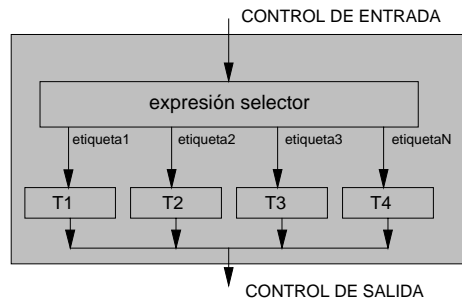 CONTROL DE ENTRADA
expresión selector
etiqueta1 etiqueta2 etiqueta3 etiquetaN
T1 T2 T3 T4
CONTROL DE SALIDA